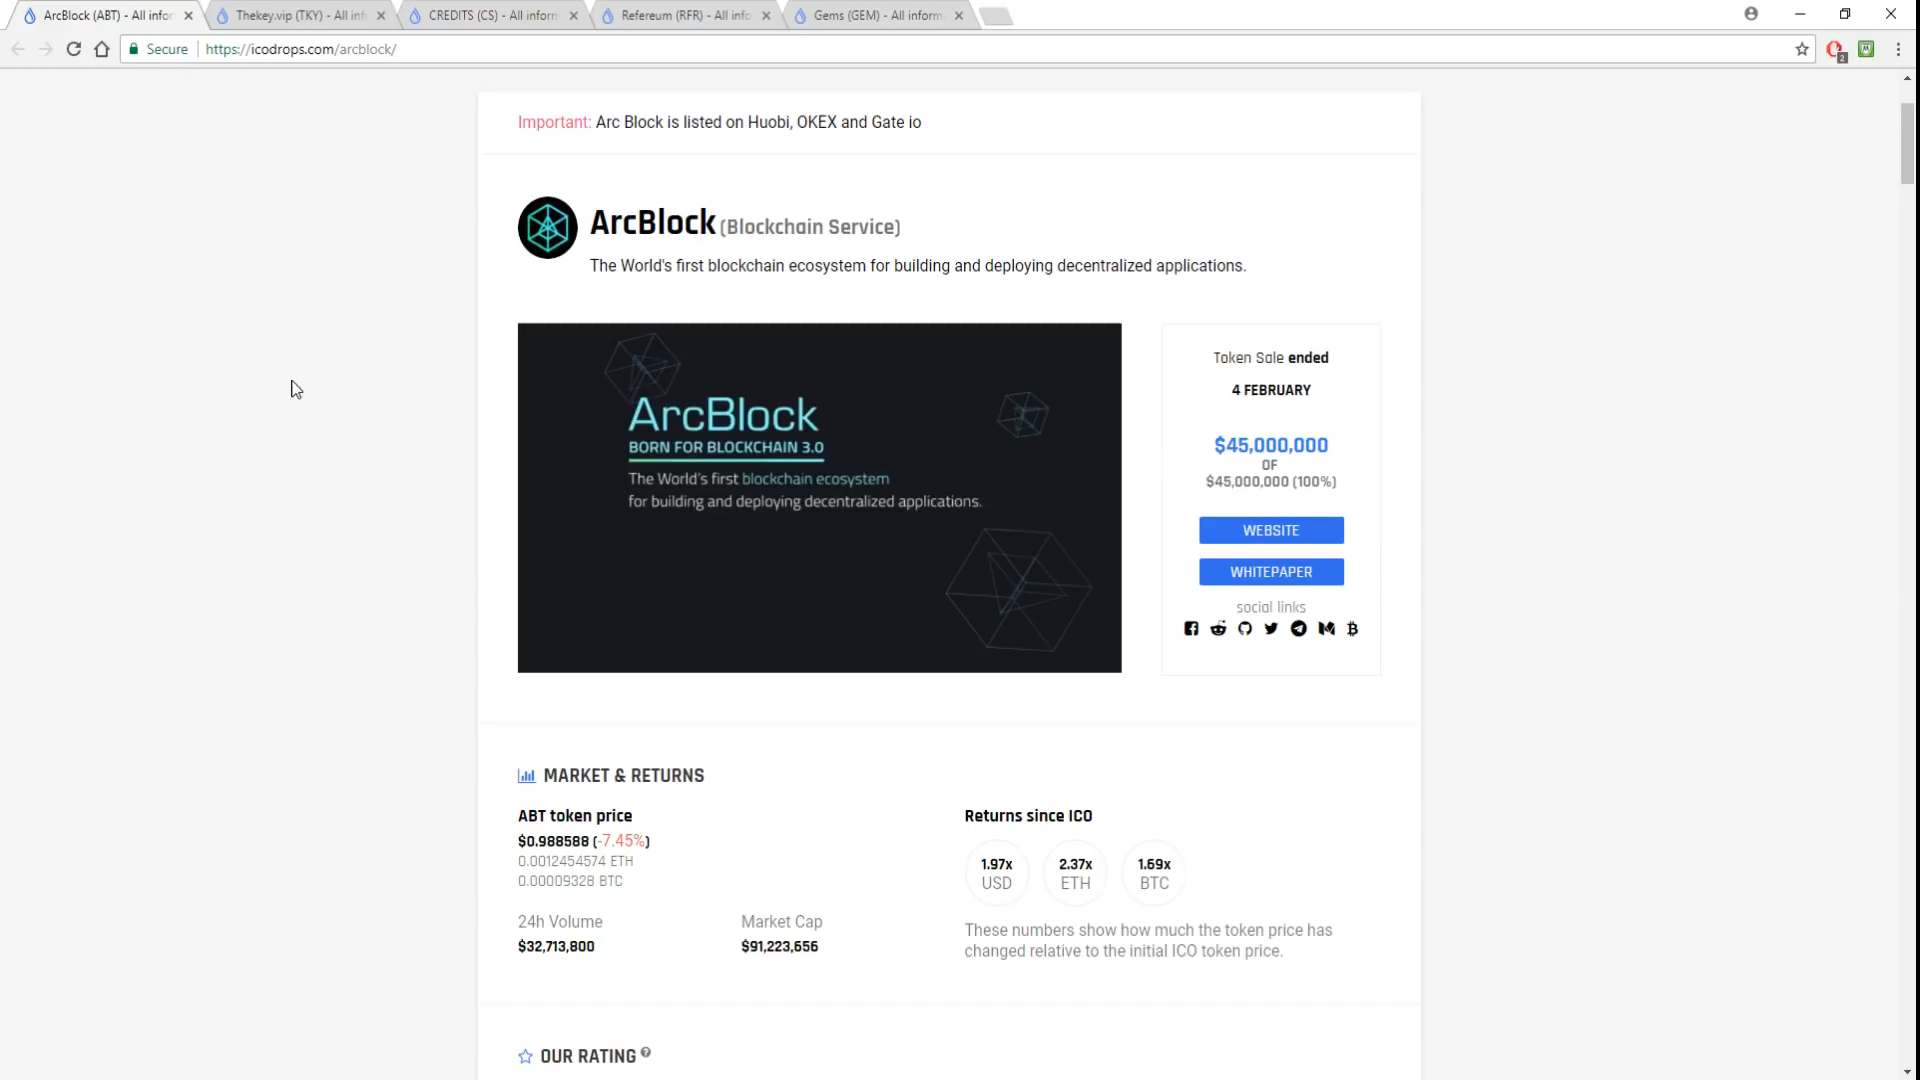 ArcBlock (ABT) - All infor
Thekey.vip (TKY) - All inf
CREDITS (CS) - All inform
Refereum (RFR) - All info
Gems (GEM) - All inform
Secure
https://icodrops.com/arcblock/
2
Important: Arc Block is listed on Huobi, OKEX and Gate io
ArcBlock (Blockchain Service)
The World's first blockchain ecosystem for building and deploying decentralized applications.
ArcBlock
BORN FOR BLOCKCHAIN 3.0
The World's first blockchain ecosystem
for building and deploying decentralized applications.
Token Sale ended
4 FEBRUARY
$45,000,000
OF
$45,000,000 (100%)
WEBSITE
WHITEPAPER
social links
MARKET & RETURNS
ABT token price
$0.988588 (-7.45%)
0.0012454574 ETH
0.00009328 BTC
24h Volume
$32,713,800
Market Cap
$91,223,656
Returns since ICO
1.97x
USD
2.37x
ETH
1.69x
BTC
These numbers show how much the token price has
changed relative to the initial ICO token price.
OUR RATING ?